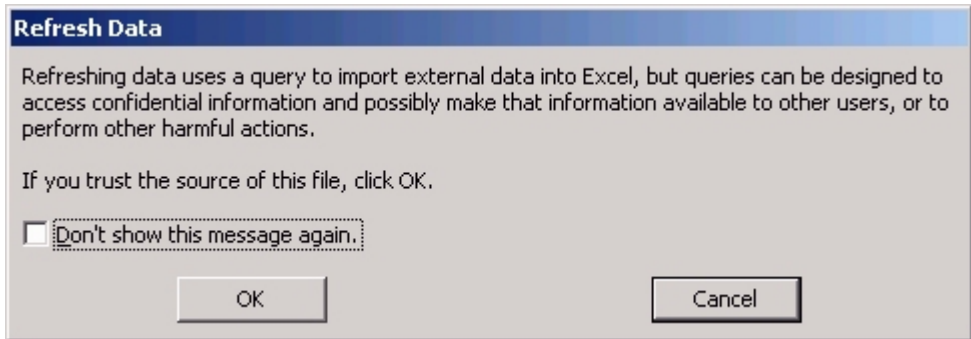 Refresh Data
Refreshing data uses a query to import external data into Excel, but queries can be designed to
access confidential information and possibly make that information available to other users, or to
perform other harmful actions.
If you trust the source of this file, click OK.
Don't show this message again.
OK
Cancel